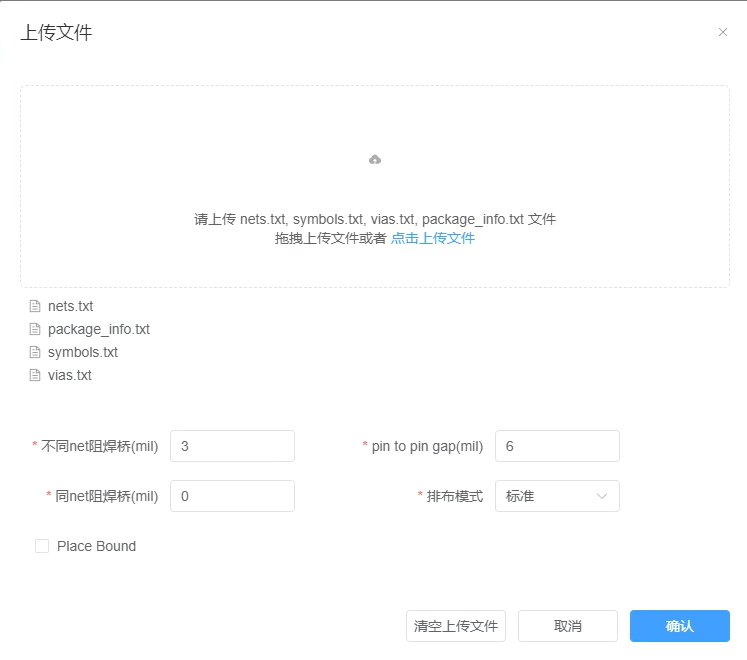 上传文件
请上传 nets.txt, symbols.txt, vias.txt, package_info.txt 文件
拖拽上传文件或者 点击上传文件
nets.txt
package_info.txt
symbols.txt
vias.txt
* 不同net阻焊桥(mil) 3 * pin to pin gap(mil) 6
* 同net阻焊桥(mil) 0 * 排布模式 标准
Place Bound
清空上传文件 取消 确认